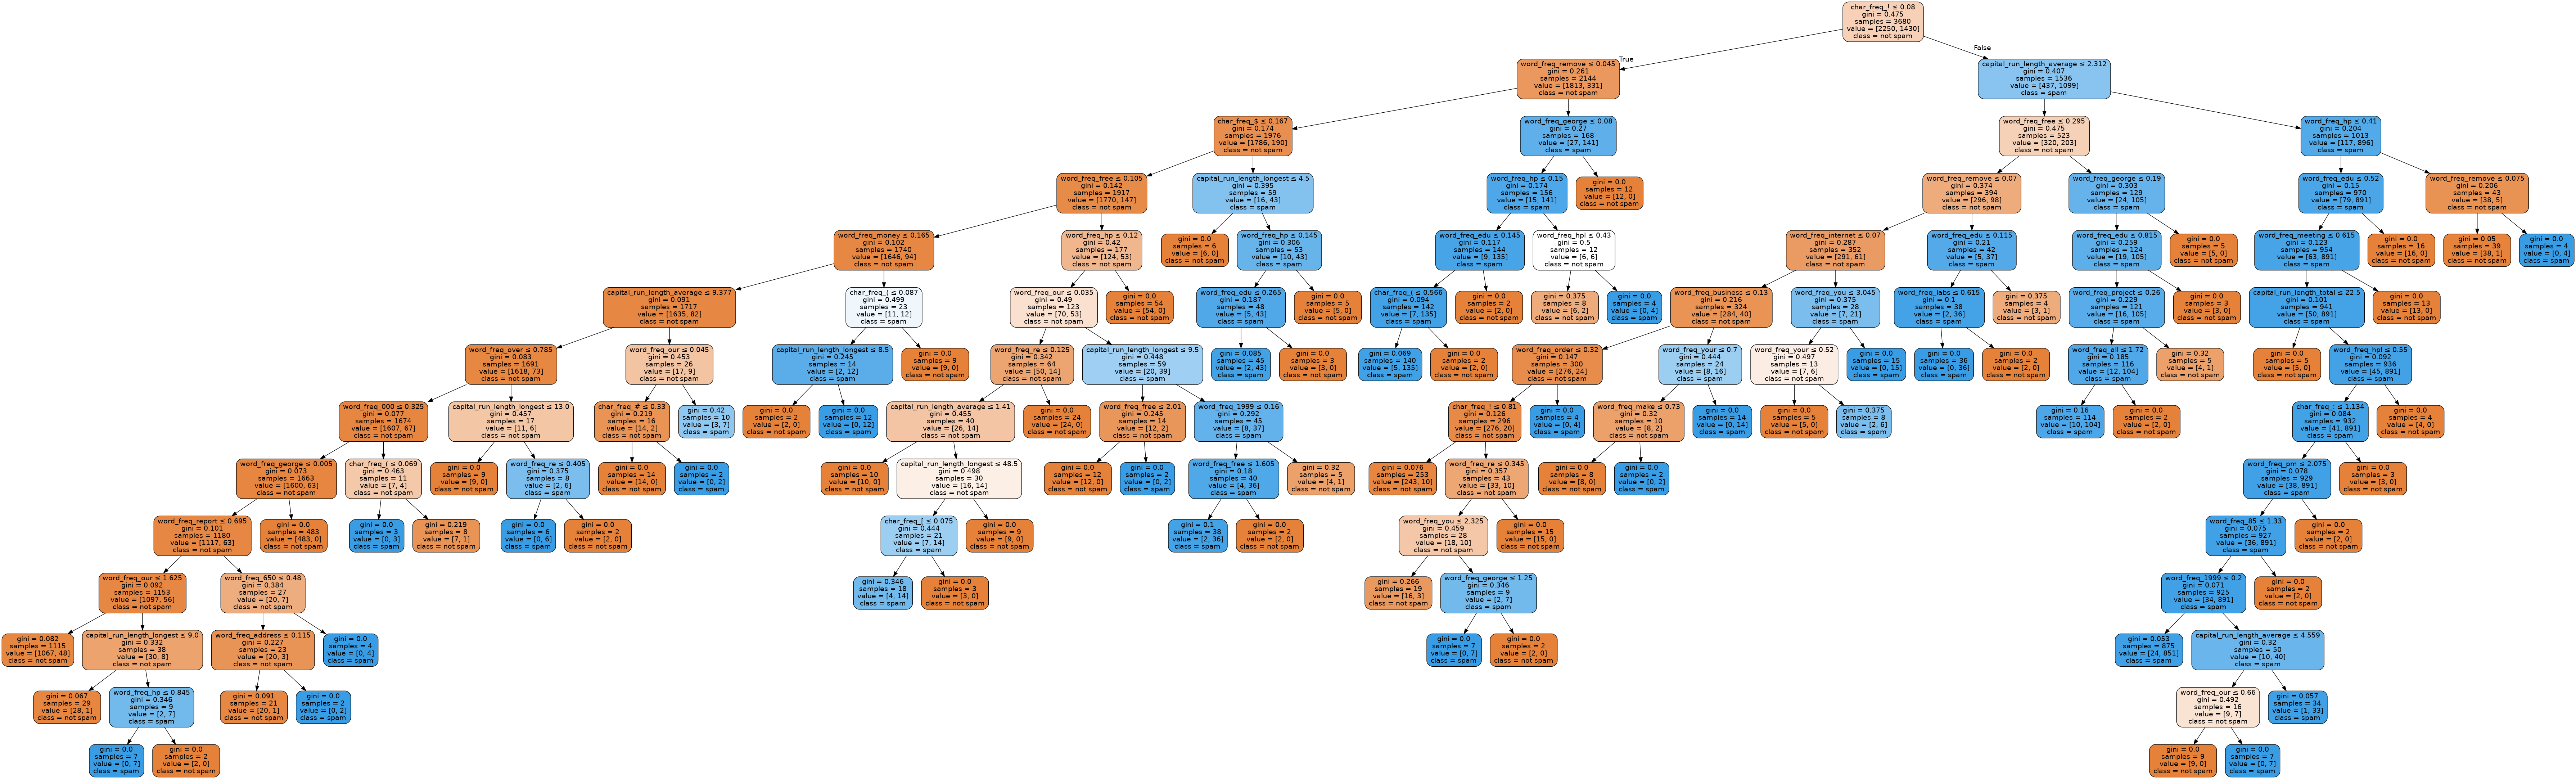 char_freq_! ≤ 0.08
gini = 0.475
samples = 3680
value = [2250, 1430]
class = not spam
True
False
word_freq_remove ≤ 0.045
gini = 0.261
samples = 2144
value = [1813, 331]
class = not spam
capital_run_length_average ≤ 2.312
gini = 0.407
samples = 1536
value = [437, 1099]
class = spam
char_freq_$ ≤ 0.167
gini = 0.174
samples = 1976
value = [1786, 190]
class = not spam
word_freq_george ≤ 0.08
gini = 0.27
samples = 168
value = [27, 141]
class = spam
word_freq_free ≤ 0.295
gini = 0.475
samples = 523
value = [320, 203]
class = not spam
word_freq_hp ≤ 0.41
gini = 0.204
samples = 1013
value = [117, 896]
class = spam
word_freq_free ≤ 0.105
gini = 0.142
samples = 1917
value = [1770, 147]
class = not spam
capital_run_length_longest ≤ 4.5
gini = 0.395
samples = 59
value = [16, 43]
class = spam
word_freq_hp ≤ 0.15
gini = 0.174
samples = 156
value = [15, 141]
class = spam
gini = 0.0
samples = 12
value = [12, 0]
class = not spam
word_freq_remove ≤ 0.07
gini = 0.374
samples = 394
value = [296, 98]
class = not spam
word_freq_george ≤ 0.19
gini = 0.303
samples = 129
value = [24, 105]
class = spam
word_freq_edu ≤ 0.52
gini = 0.15
samples = 970
value = [79, 891]
class = spam
word_freq_remove ≤ 0.075
gini = 0.206
samples = 43
value = [38, 5]
class = not spam
word_freq_money ≤ 0.165
gini = 0.102
samples = 1740
value = [1646, 94]
class = not spam
word_freq_hp ≤ 0.12
gini = 0.42
samples = 177
value = [124, 53]
class = not spam
gini = 0.0
samples = 6
value = [6, 0]
class = not spam
word_freq_hp ≤ 0.145
gini = 0.306
samples = 53
value = [10, 43]
class = spam
word_freq_edu ≤ 0.145
gini = 0.117
samples = 144
value = [9, 135]
class = spam
word_freq_hpl ≤ 0.43
gini = 0.5
samples = 12
value = [6, 6]
class = not spam
word_freq_internet ≤ 0.07
gini = 0.287
samples = 352
value = [291, 61]
class = not spam
word_freq_edu ≤ 0.115
gini = 0.21
samples = 42
value = [5, 37]
class = spam
word_freq_edu ≤ 0.815
gini = 0.259
samples = 124
value = [19, 105]
class = spam
gini = 0.0
samples = 5
value = [5, 0]
class = not spam
word_freq_meeting ≤ 0.615
gini = 0.123
samples = 954
value = [63, 891]
class = spam
gini = 0.0
samples = 16
value = [16, 0]
class = not spam
gini = 0.05
samples = 39
value = [38, 1]
class = not spam
gini = 0.0
samples = 4
value = [0, 4]
class = spam
capital_run_length_average ≤ 9.377
gini = 0.091
samples = 1717
value = [1635, 82]
class = not spam
char_freq_( ≤ 0.087
gini = 0.499
samples = 23
value = [11, 12]
class = spam
word_freq_our ≤ 0.035
gini = 0.49
samples = 123
value = [70, 53]
class = not spam
gini = 0.0
samples = 54
value = [54, 0]
class = not spam
word_freq_edu ≤ 0.265
gini = 0.187
samples = 48
value = [5, 43]
class = spam
gini = 0.0
samples = 5
value = [5, 0]
class = not spam
char_freq_( ≤ 0.566
gini = 0.094
samples = 142
value = [7, 135]
class = spam
gini = 0.0
samples = 2
value = [2, 0]
class = not spam
gini = 0.375
samples = 8
value = [6, 2]
class = not spam
gini = 0.0
samples = 4
value = [0, 4]
class = spam
word_freq_business ≤ 0.13
gini = 0.216
samples = 324
value = [284, 40]
class = not spam
word_freq_you ≤ 3.045
gini = 0.375
samples = 28
value = [7, 21]
class = spam
word_freq_labs ≤ 0.615
gini = 0.1
samples = 38
value = [2, 36]
class = spam
gini = 0.375
samples = 4
value = [3, 1]
class = not spam
word_freq_project ≤ 0.26
gini = 0.229
samples = 121
value = [16, 105]
class = spam
gini = 0.0
samples = 3
value = [3, 0]
class = not spam
capital_run_length_total ≤ 22.5
gini = 0.101
samples = 941
value = [50, 891]
class = spam
gini = 0.0
samples = 13
value = [13, 0]
class = not spam
word_freq_over ≤ 0.785
gini = 0.083
samples = 1691
value = [1618, 73]
class = not spam
word_freq_our ≤ 0.045
gini = 0.453
samples = 26
value = [17, 9]
class = not spam
capital_run_length_longest ≤ 8.5
gini = 0.245
samples = 14
value = [2, 12]
class = spam
gini = 0.0
samples = 9
value = [9, 0]
class = not spam
word_freq_re ≤ 0.125
gini = 0.342
samples = 64
value = [50, 14]
class = not spam
capital_run_length_longest ≤ 9.5
gini = 0.448
samples = 59
value = [20, 39]
class = spam
gini = 0.085
samples = 45
value = [2, 43]
class = spam
gini = 0.0
samples = 3
value = [3, 0]
class = not spam
gini = 0.069
samples = 140
value = [5, 135]
class = spam
gini = 0.0
samples = 2
value = [2, 0]
class = not spam
word_freq_order ≤ 0.32
gini = 0.147
samples = 300
value = [276, 24]
class = not spam
word_freq_your ≤ 0.7
gini = 0.444
samples = 24
value = [8, 16]
class = spam
word_freq_your ≤ 0.52
gini = 0.497
samples = 13
value = [7, 6]
class = not spam
gini = 0.0
samples = 15
value = [0, 15]
class = spam
gini = 0.0
samples = 36
value = [0, 36]
class = spam
gini = 0.0
samples = 2
value = [2, 0]
class = not spam
word_freq_all ≤ 1.72
gini = 0.185
samples = 116
value = [12, 104]
class = spam
gini = 0.32
samples = 5
value = [4, 1]
class = not spam
gini = 0.0
samples = 5
value = [5, 0]
class = not spam
word_freq_hpl ≤ 0.55
gini = 0.092
samples = 936
value = [45, 891]
class = spam
word_freq_000 ≤ 0.325
gini = 0.077
samples = 1674
value = [1607, 67]
class = not spam
capital_run_length_longest ≤ 13.0
gini = 0.457
samples = 17
value = [11, 6]
class = not spam
char_freq_# ≤ 0.33
gini = 0.219
samples = 16
value = [14, 2]
class = not spam
gini = 0.42
samples = 10
value = [3, 7]
class = spam
gini = 0.0
samples = 2
value = [2, 0]
class = not spam
gini = 0.0
samples = 12
value = [0, 12]
class = spam
capital_run_length_average ≤ 1.41
gini = 0.455
samples = 40
value = [26, 14]
class = not spam
gini = 0.0
samples = 24
value = [24, 0]
class = not spam
word_freq_free ≤ 2.01
gini = 0.245
samples = 14
value = [12, 2]
class = not spam
word_freq_1999 ≤ 0.16
gini = 0.292
samples = 45
value = [8, 37]
class = spam
char_freq_! ≤ 0.81
gini = 0.126
samples = 296
value = [276, 20]
class = not spam
gini = 0.0
samples = 4
value = [0, 4]
class = spam
word_freq_make ≤ 0.73
gini = 0.32
samples = 10
value = [8, 2]
class = not spam
gini = 0.0
samples = 14
value = [0, 14]
class = spam
gini = 0.0
samples = 5
value = [5, 0]
class = not spam
gini = 0.375
samples = 8
value = [2, 6]
class = spam
gini = 0.16
samples = 114
value = [10, 104]
class = spam
gini = 0.0
samples = 2
value = [2, 0]
class = not spam
char_freq_; ≤ 1.134
gini = 0.084
samples = 932
value = [41, 891]
class = spam
gini = 0.0
samples = 4
value = [4, 0]
class = not spam
word_freq_george ≤ 0.005
gini = 0.073
samples = 1663
value = [1600, 63]
class = not spam
char_freq_( ≤ 0.069
gini = 0.463
samples = 11
value = [7, 4]
class = not spam
gini = 0.0
samples = 9
value = [9, 0]
class = not spam
word_freq_re ≤ 0.405
gini = 0.375
samples = 8
value = [2, 6]
class = spam
gini = 0.0
samples = 14
value = [14, 0]
class = not spam
gini = 0.0
samples = 2
value = [0, 2]
class = spam
gini = 0.0
samples = 10
value = [10, 0]
class = not spam
capital_run_length_longest ≤ 48.5
gini = 0.498
samples = 30
value = [16, 14]
class = not spam
gini = 0.0
samples = 12
value = [12, 0]
class = not spam
gini = 0.0
samples = 2
value = [0, 2]
class = spam
word_freq_free ≤ 1.605
gini = 0.18
samples = 40
value = [4, 36]
class = spam
gini = 0.32
samples = 5
value = [4, 1]
class = not spam
gini = 0.076
samples = 253
value = [243, 10]
class = not spam
word_freq_re ≤ 0.345
gini = 0.357
samples = 43
value = [33, 10]
class = not spam
gini = 0.0
samples = 8
value = [8, 0]
class = not spam
gini = 0.0
samples = 2
value = [0, 2]
class = spam
word_freq_pm ≤ 2.075
gini = 0.078
samples = 929
value = [38, 891]
class = spam
gini = 0.0
samples = 3
value = [3, 0]
class = not spam
word_freq_report ≤ 0.695
gini = 0.101
samples = 1180
value = [1117, 63]
class = not spam
gini = 0.0
samples = 483
value = [483, 0]
class = not spam
gini = 0.0
samples = 3
value = [0, 3]
class = spam
gini = 0.219
samples = 8
value = [7, 1]
class = not spam
gini = 0.0
samples = 6
value = [0, 6]
class = spam
gini = 0.0
samples = 2
value = [2, 0]
class = not spam
char_freq_[ ≤ 0.075
gini = 0.444
samples = 21
value = [7, 14]
class = spam
gini = 0.0
samples = 9
value = [9, 0]
class = not spam
gini = 0.1
samples = 38
value = [2, 36]
class = spam
gini = 0.0
samples = 2
value = [2, 0]
class = not spam
word_freq_you ≤ 2.325
gini = 0.459
samples = 28
value = [18, 10]
class = not spam
gini = 0.0
samples = 15
value = [15, 0]
class = not spam
word_freq_85 ≤ 1.33
gini = 0.075
samples = 927
value = [36, 891]
class = spam
gini = 0.0
samples = 2
value = [2, 0]
class = not spam
word_freq_our ≤ 1.625
gini = 0.092
samples = 1153
value = [1097, 56]
class = not spam
word_freq_650 ≤ 0.48
gini = 0.384
samples = 27
value = [20, 7]
class = not spam
gini = 0.346
samples = 18
value = [4, 14]
class = spam
gini = 0.0
samples = 3
value = [3, 0]
class = not spam
gini = 0.266
samples = 19
value = [16, 3]
class = not spam
word_freq_george ≤ 1.25
gini = 0.346
samples = 9
value = [2, 7]
class = spam
word_freq_1999 ≤ 0.2
gini = 0.071
samples = 925
value = [34, 891]
class = spam
gini = 0.0
samples = 2
value = [2, 0]
class = not spam
gini = 0.082
samples = 1115
value = [1067, 48]
class = not spam
capital_run_length_longest ≤ 9.0
gini = 0.332
samples = 38
value = [30, 8]
class = not spam
word_freq_address ≤ 0.115
gini = 0.227
samples = 23
value = [20, 3]
class = not spam
gini = 0.0
samples = 4
value = [0, 4]
class = spam
gini = 0.0
samples = 7
value = [0, 7]
class = spam
gini = 0.0
samples = 2
value = [2, 0]
class = not spam
gini = 0.053
samples = 875
value = [24, 851]
class = spam
capital_run_length_average ≤ 4.559
gini = 0.32
samples = 50
value = [10, 40]
class = spam
gini = 0.067
samples = 29
value = [28, 1]
class = not spam
word_freq_hp ≤ 0.845
gini = 0.346
samples = 9
value = [2, 7]
class = spam
gini = 0.091
samples = 21
value = [20, 1]
class = not spam
gini = 0.0
samples = 2
value = [0, 2]
class = spam
word_freq_our ≤ 0.66
gini = 0.492
samples = 16
value = [9, 7]
class = not spam
gini = 0.057
samples = 34
value = [1, 33]
class = spam
gini = 0.0
samples = 7
value = [0, 7]
class = spam
gini = 0.0
samples = 2
value = [2, 0]
class = not spam
gini = 0.0
samples = 9
value = [9, 0]
class = not spam
gini = 0.0
samples = 7
value = [0, 7]
class = spam